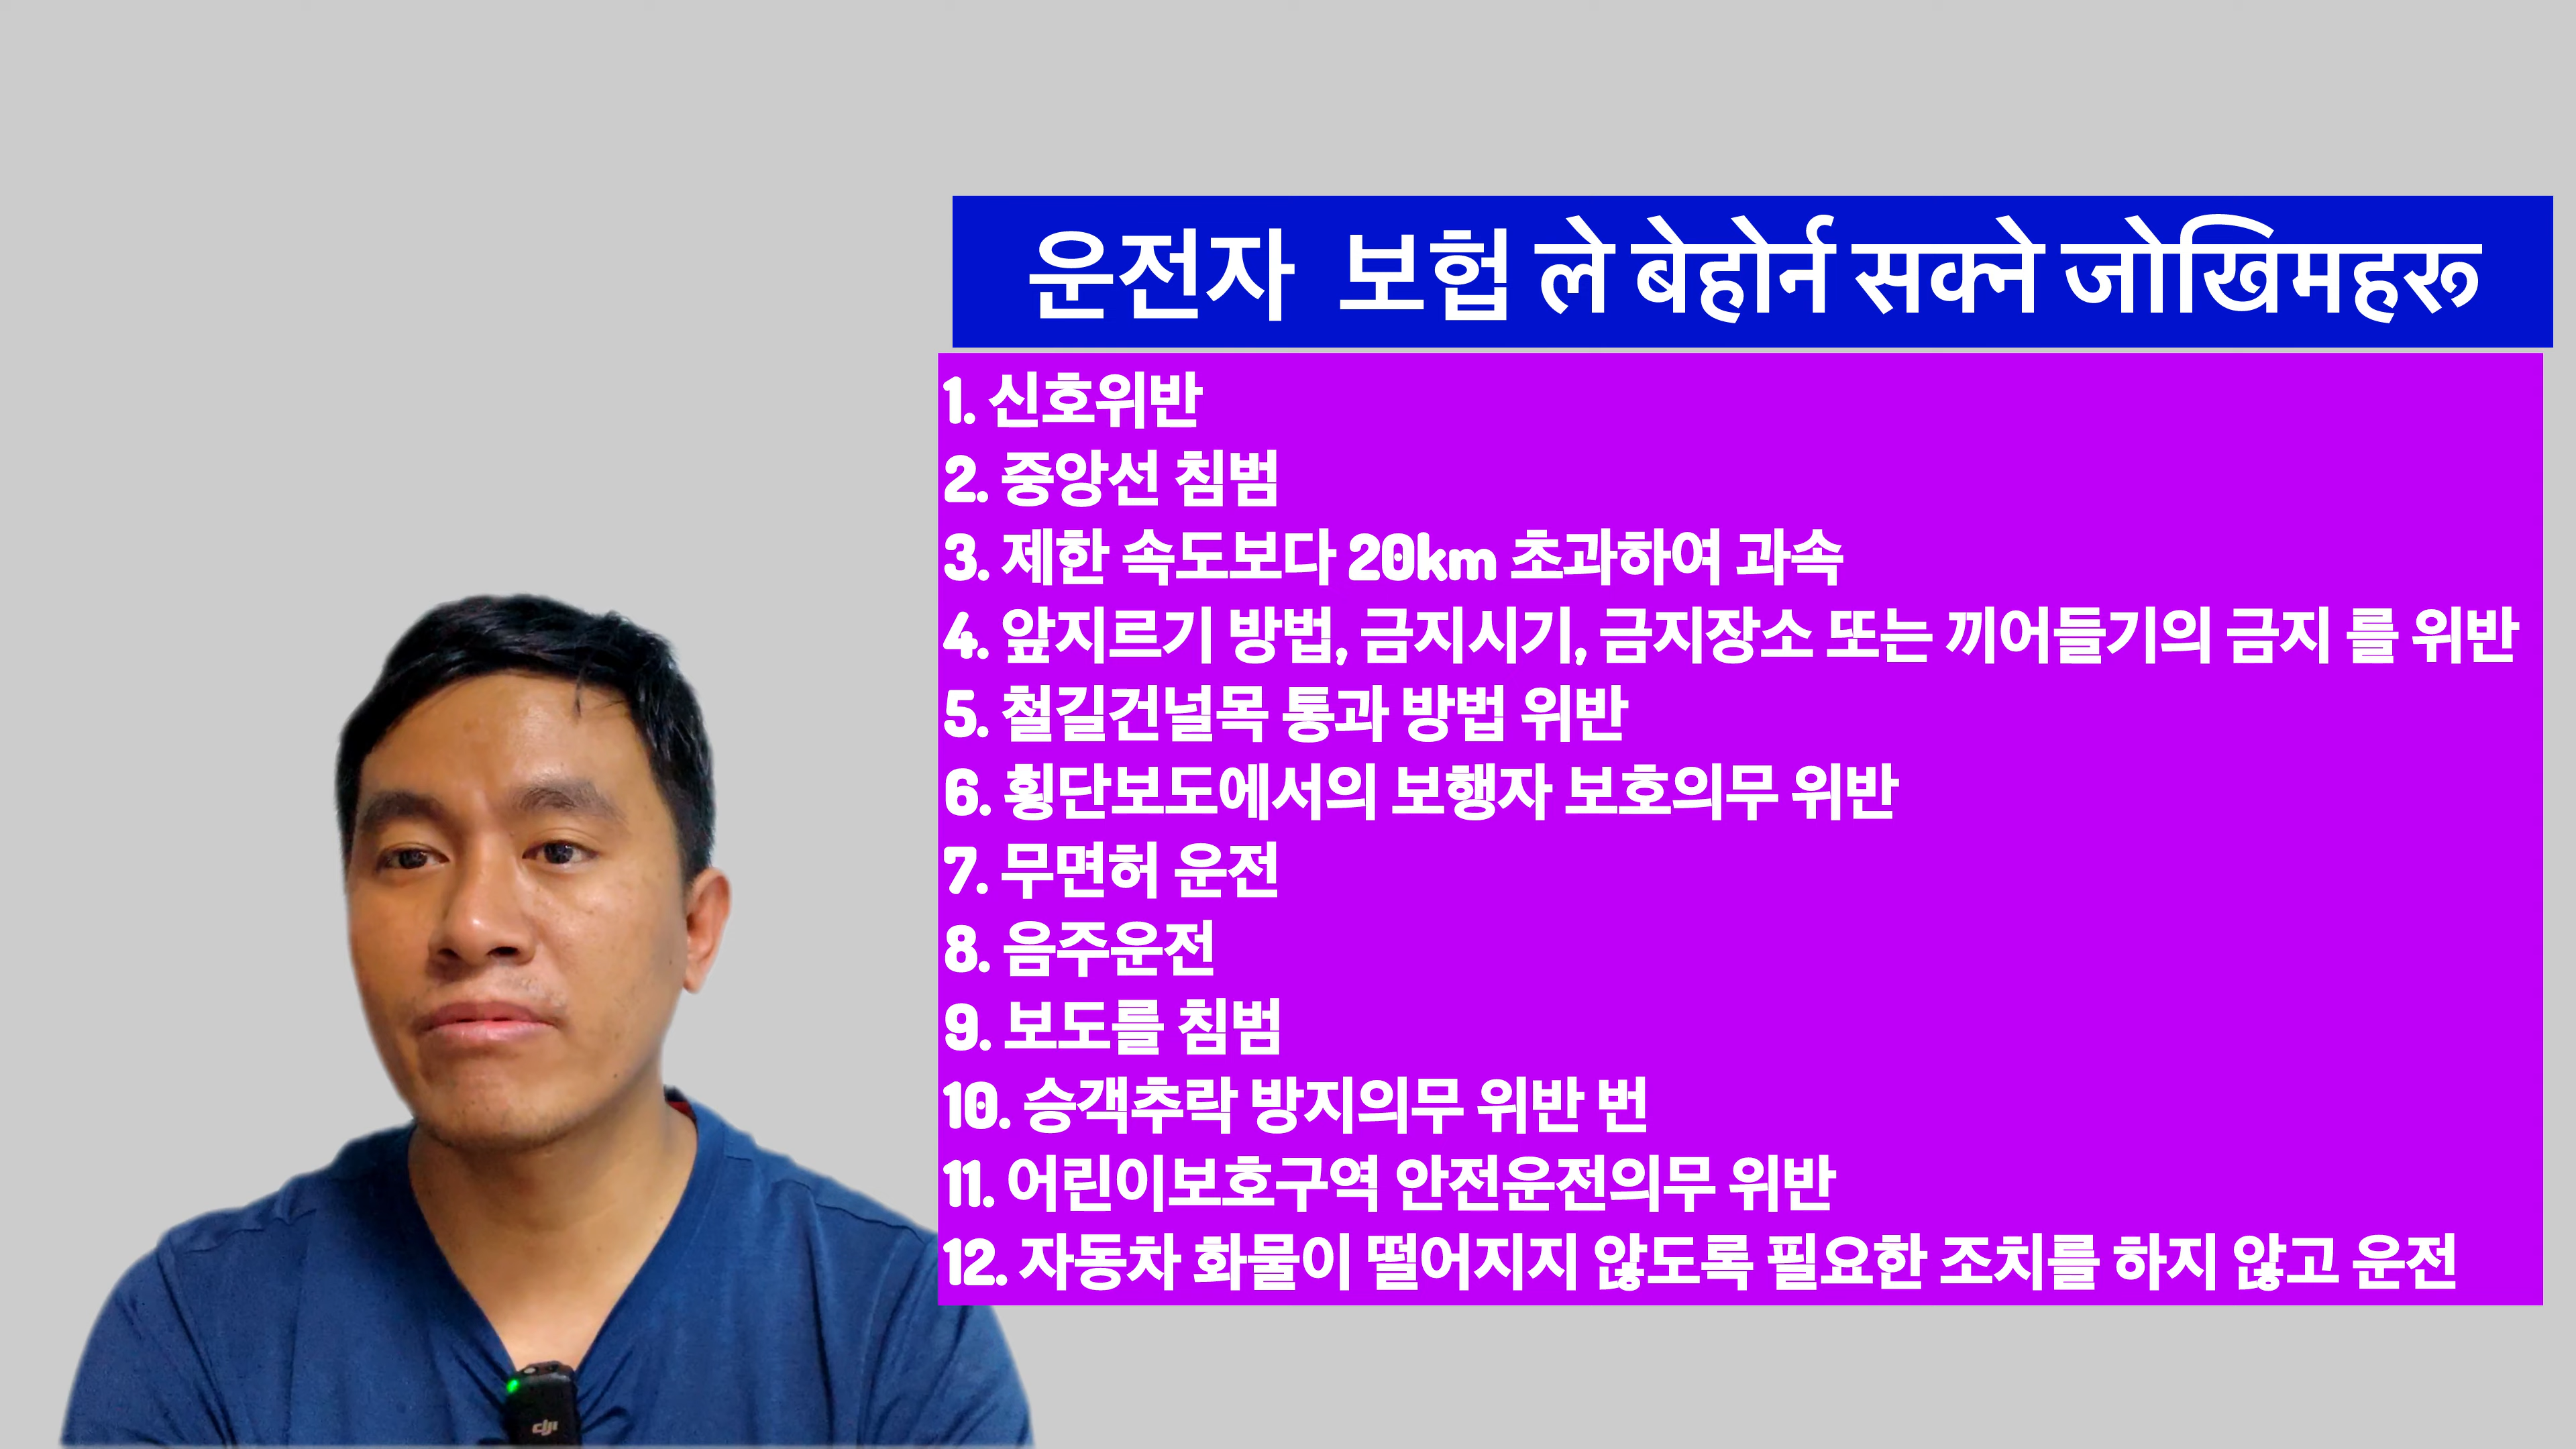 운전자 보험 ले बेहोर्न सक्ने जोखिमहरू
1. 신호위반
2. 중앙선 침범
3. 제한 속도보다 20km 초과하여 과속
4. 앞지르기 방법, 금지시기, 금지장소 또는 끼어들기의 금지 를 위반
5. 철길건널목 통과 방법 위반
6. 횡단보도에서의 보행자 보호의무 위반
7. 무면허 운전
8. 음주운전
9. 보도를 침범
10. 승객추락 방지의무 위반 번
11. 어린이보호구역 안전운전의무 위반
12. 자동차 화물이 떨어지지 않도록 필요한 조치를 하지 않고 운전
dji